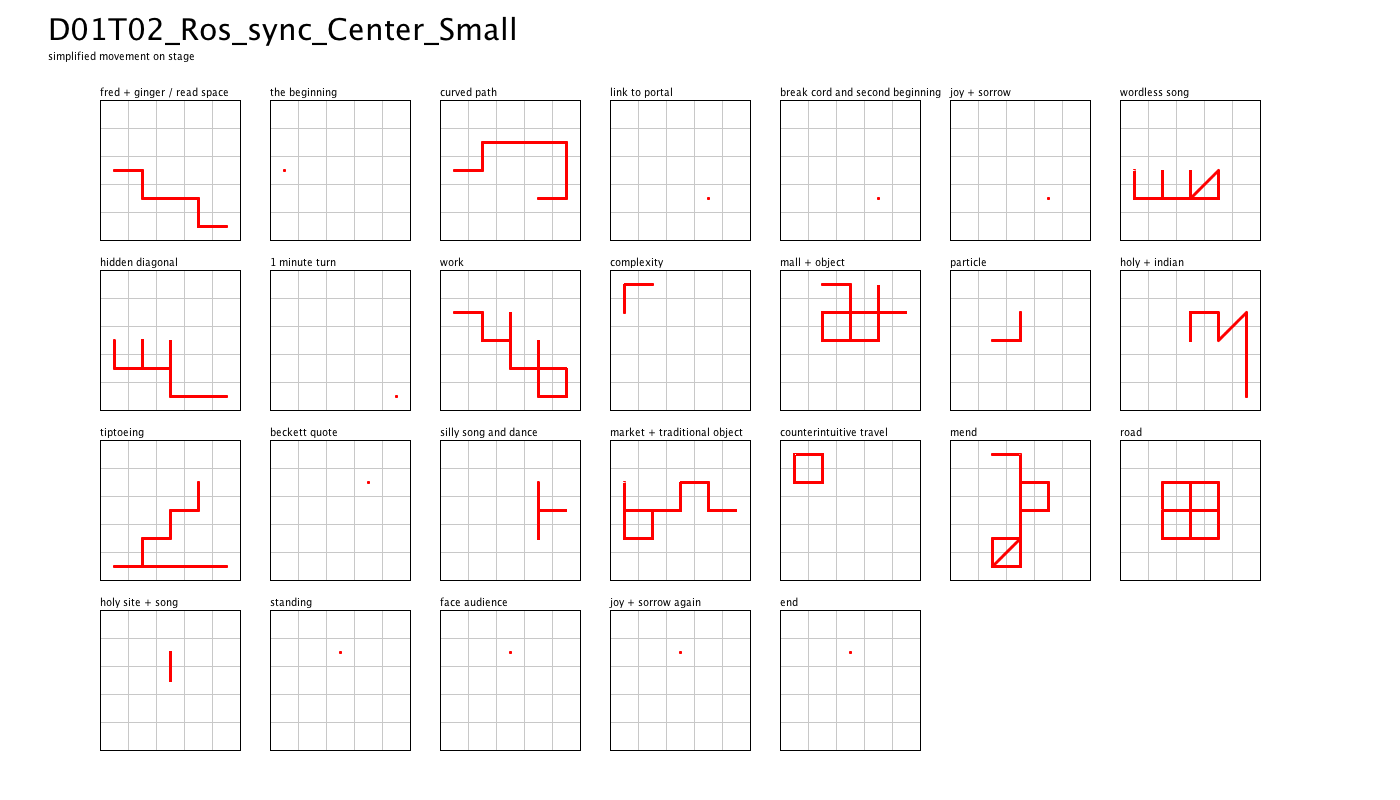 D01T02_Ros_sync_Center_Small
simplified movement on stage
fred + ginger / read space
the beginning
curved path
link to portal
break cord and second beginning
joy + sorrow
wordless song
hidden diagonal
1 minute turn
work
complexity
mall + object
particle
holy + indian
tiptoeing
beckett quote
silly song and dance
market + traditional object
counterintuitive travel
mend
road
holy site + song
standing
face audience
joy + sorrow again
end